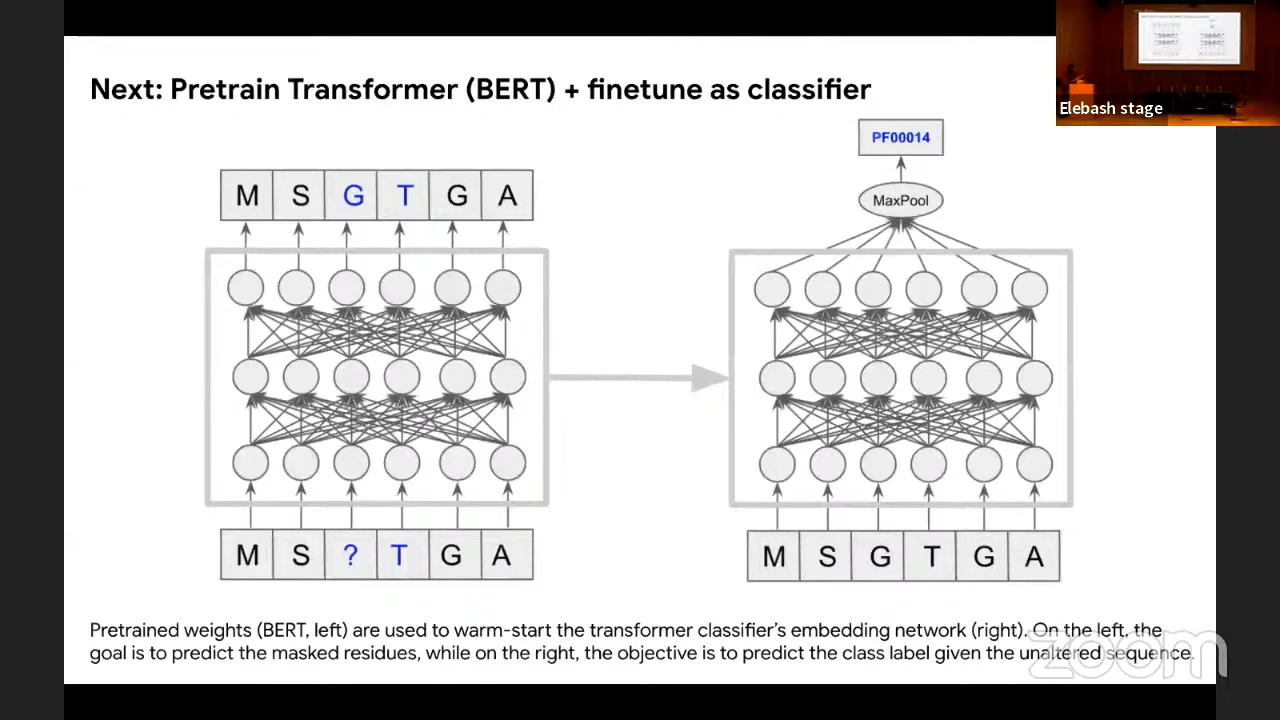 Next: Pretrain Transformer (BERT) + finetune as classifier
Elebash stage
PF00014
MaxPool
M S G T G A
M S ? T G A
M S G T G A
Pretrained weights (BERT, left) are used to warm-start the transformer classifier's embedding network (right). On the left, the
goal is to predict the masked residues, while on the right, the objective is to predict the class label given the unaltered sequence.
zoom